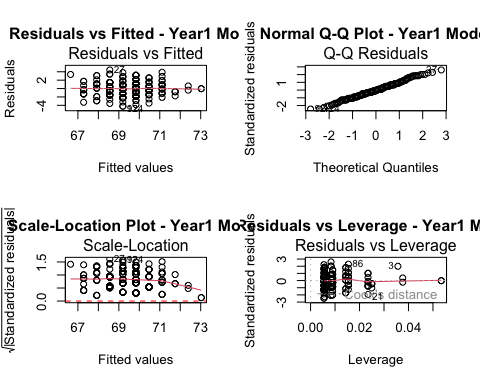 Residuals vs Fitted - Year1 Mo
Residuals vs Fitted
Residuals
2
-4
27
67 69 71 73
Fitted values
Normal Q-Q Plot - Year1 Mode
Q-Q Residuals
Standardized residuals
1
-2
-3 -2 -1 0 1 2 3
Theoretical Quantiles
Scale-Location Plot - Year1 Mo
Scale-Location
√|Standardized residuals|
1.5
0.0
67 69 71 73
Fitted values
Residuals vs Leverage - Year1 M
Residuals vs Leverage
Standardized residuals
3
0
-3
86
3
21
Cook's distance
0.00 0.02 0.04
Leverage